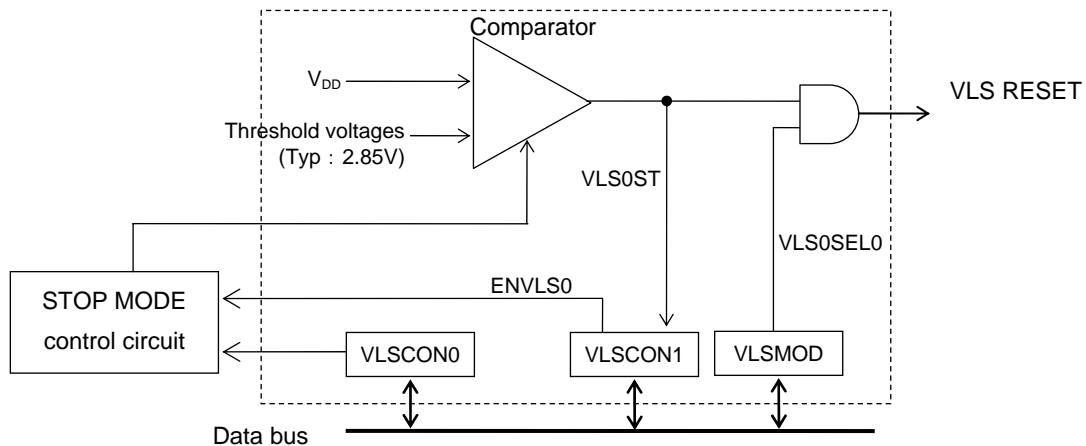 Comparator
V_DD
Threshold voltages
(Typ : 2.85V)
VLS RESET
VLS0ST
VLS0SEL0
ENVLS0
STOP MODE
control circuit
VLSCON0
VLSCON1
VLSMOD
Data bus